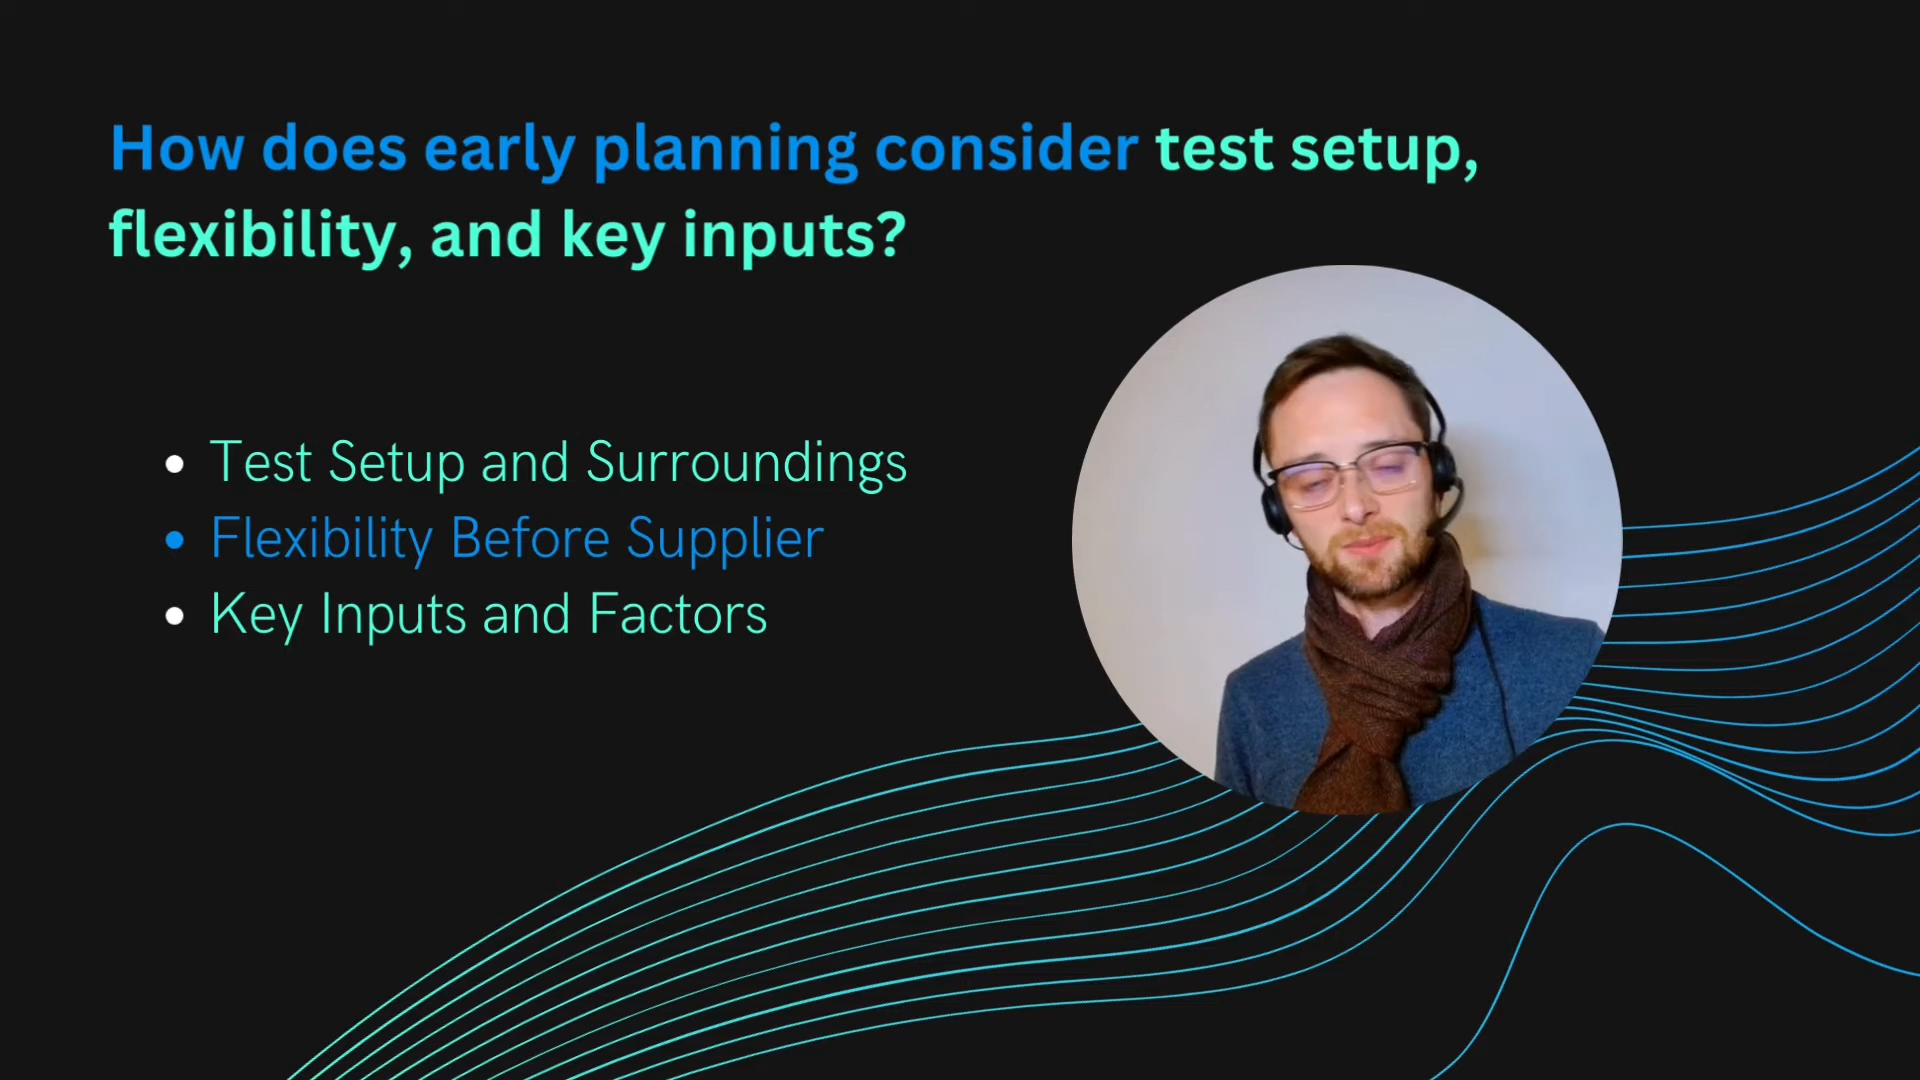 How does early planning consider test setup,
flexibility, and key inputs?
Test Setup and Surroundings
Flexibility Before Supplier
Key Inputs and Factors